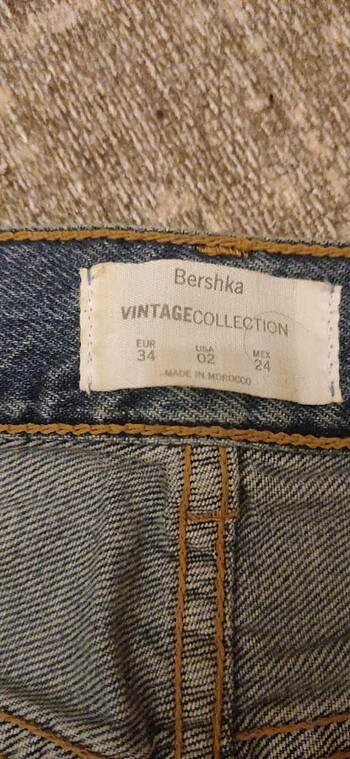 Bershka
VINTAGECOLLECTION
EUR USA MEX
34 02 24
MADE IN MOROCCO